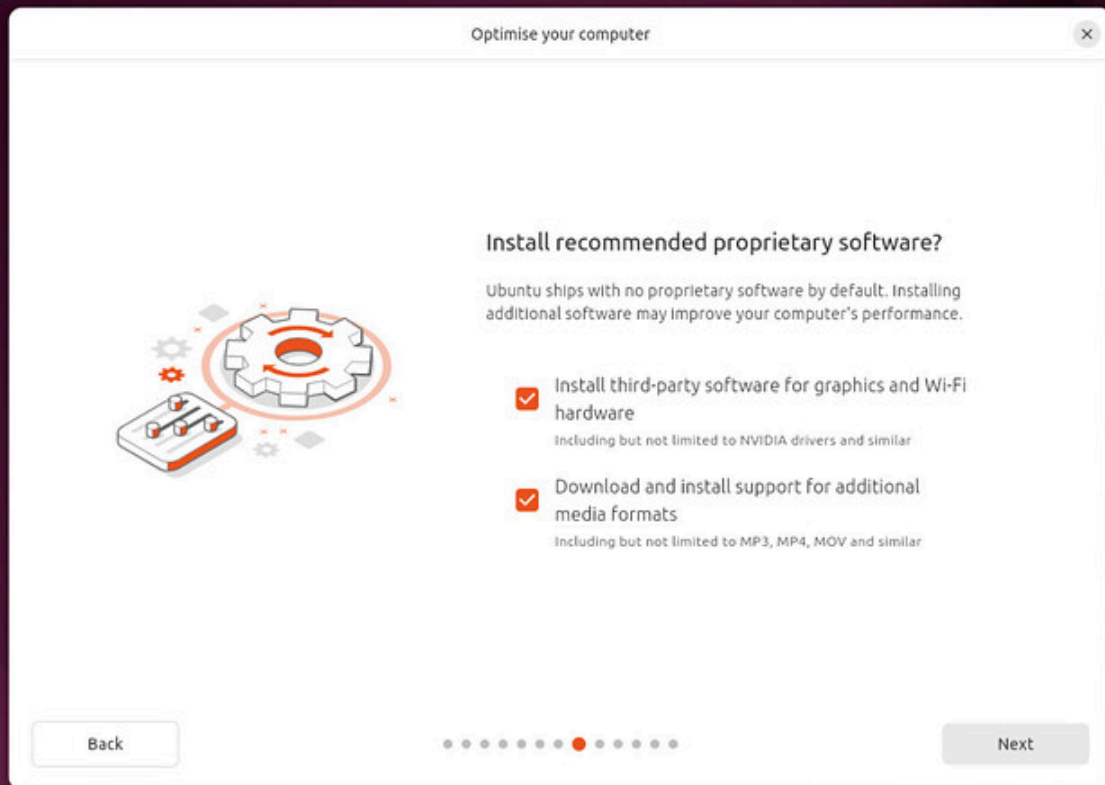 Optimise your computer
Install recommended proprietary software?
Ubuntu ships with no proprietary software by default. Installing
additional software may improve your computer's performance.
Install third-party software for graphics and Wi-Fi
hardware
Including but not limited to NVIDIA drivers and similar
Download and install support for additional
media formats
Including but not limited to MP3, MP4, MOV and similar
Back
Next